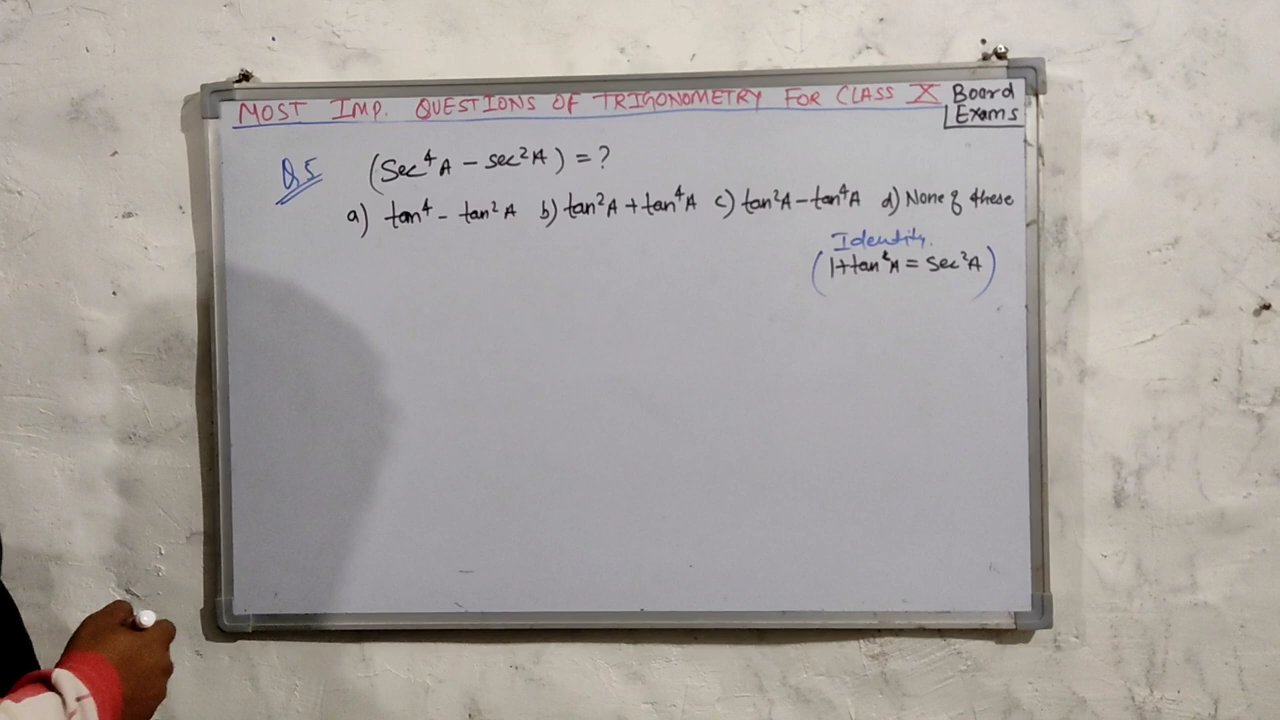 MOST IMP. QUESTIONS OF TRIGONOMETRY FOR CLASS X Board Exams
Q5 (Sec⁴A - sec²A) = ?
a) tan⁴ - tan²A b) tan²A + tan⁴A c) tan²A - tan⁴A d) None of these
Identity.
(1+tan²A = Sec²A)